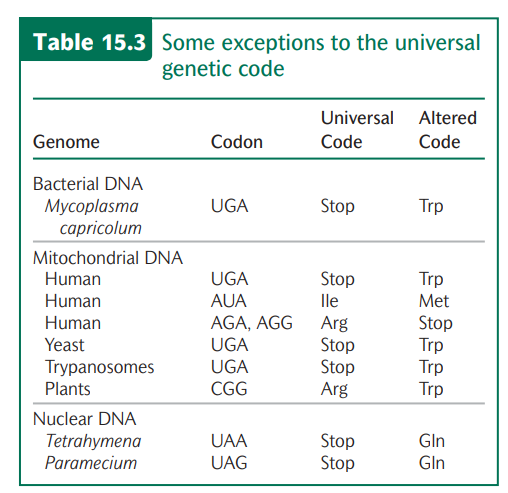 Table 15.3 Some exceptions to the universal
genetic code
Universal Altered
Genome Codon Code Code
Bacterial DNA
Mycoplasma UGA Stop Trp
capricolum
Mitochondrial DNA
Human UGA Stop Trp
Human AUA Ile Met
Human AGA, AGG Arg Stop
Yeast UGA Stop Trp
Trypanosomes UGA Stop Trp
Plants CGG Arg Trp
Nuclear DNA
Tetrahymena UAA Stop Gln
Paramecium UAG Stop Gln